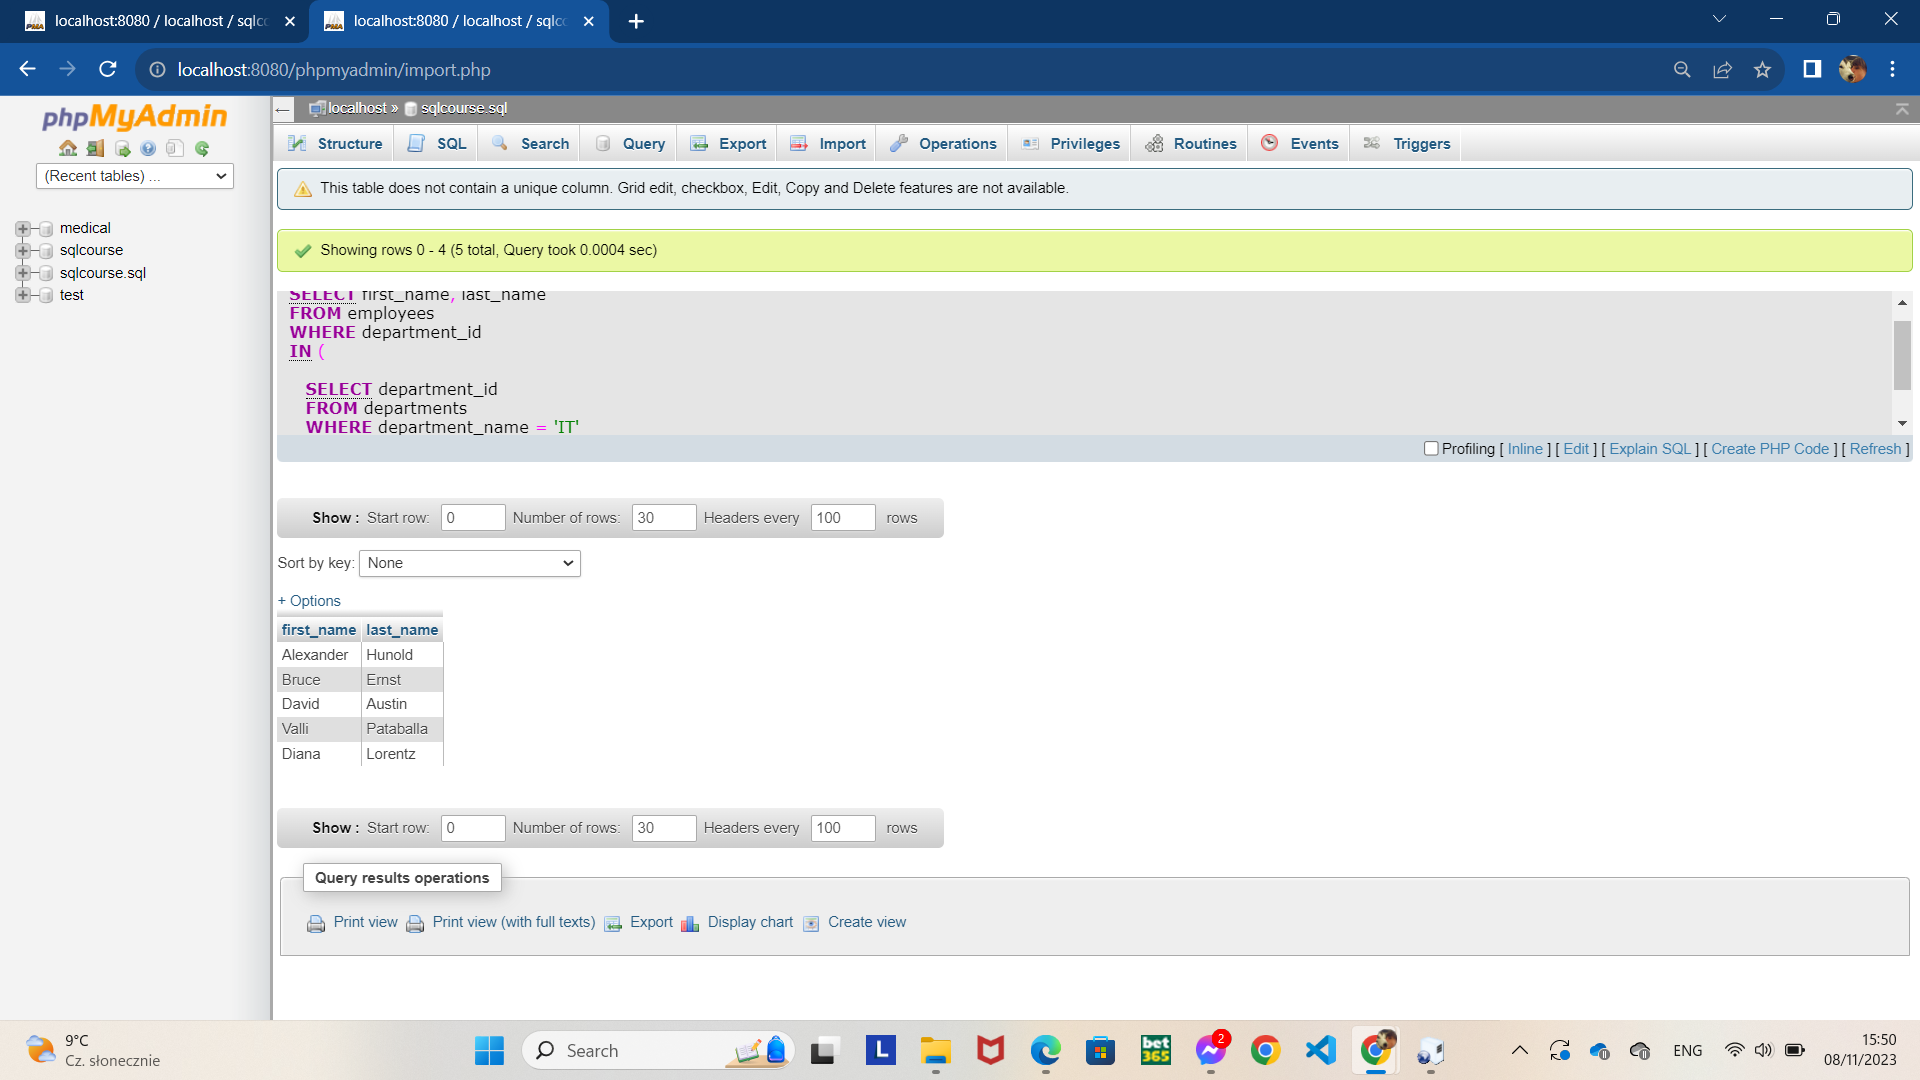 localhost:8080 / localhost / sqlc
localhost:8080 / localhost / sqlc
localhost:8080/phpmyadmin/import.php
phpMyAdmin
(Recent tables) ...
medical
sqlcourse
sqlcourse.sql
test
localhost » sqlcourse.sql
Structure SQL Search Query Export Import Operations Privileges Routines Events Triggers
This table does not contain a unique column. Grid edit, checkbox, Edit, Copy and Delete features are not available.
Showing rows 0 - 4 (5 total, Query took 0.0004 sec)
SELECT first_name, last_name
FROM employees
WHERE department_id
IN (
SELECT department_id
FROM departments
WHERE department_name = 'IT'
Profiling [ Inline ] [ Edit ] [ Explain SQL ] [ Create PHP Code ] [ Refresh ]
Show : Start row: 0 Number of rows: 30 Headers every 100 rows
Sort by key: None
+ Options
first_name last_name
Alexander Hunold
Bruce Ernst
David Austin
Valli Pataballa
Diana Lorentz
Show : Start row: 0 Number of rows: 30 Headers every 100 rows
Query results operations
Print view Print view (with full texts) Export Display chart Create view
9°C
Cz. słonecznie
Search
L
bet
365
2
ENG
15:50
08/11/2023